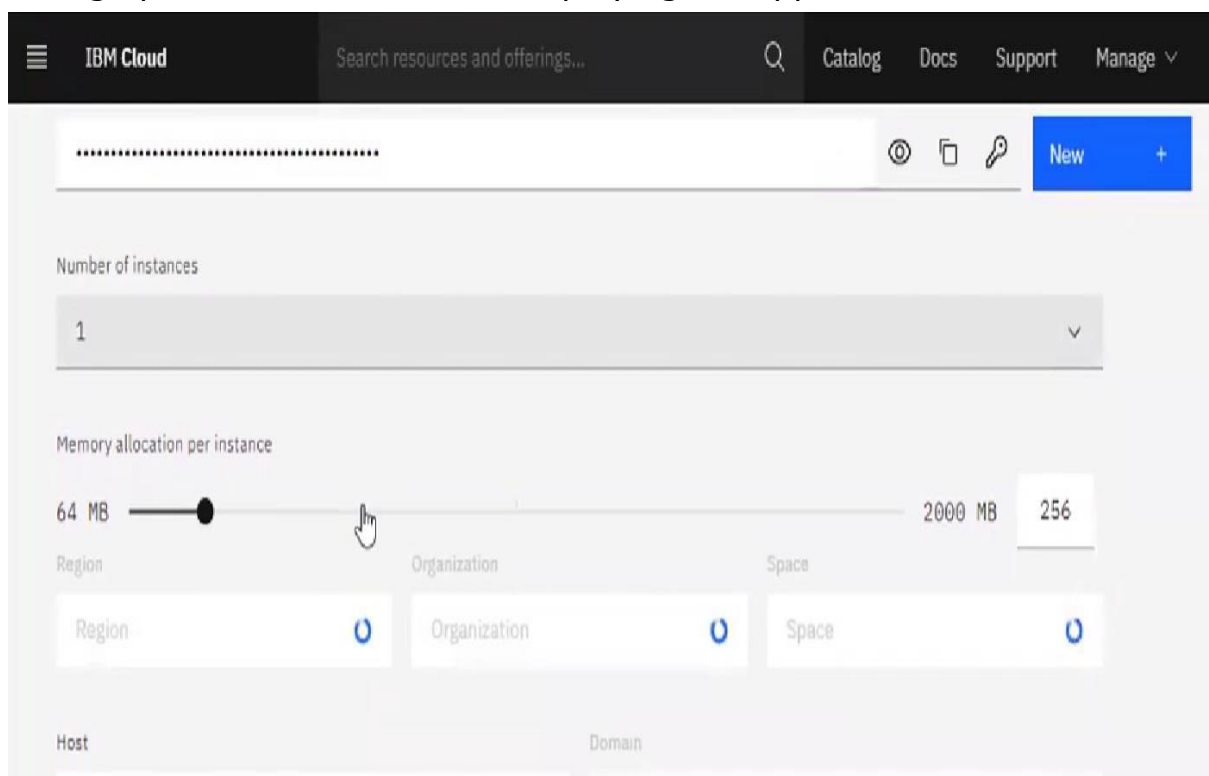 IBM Cloud Search resources and offerings... Catalog Docs Support Manage
New +
Number of instances
1
Memory allocation per instance
64 MB 2000 MB 256
Region Organization Space
Region Organization Space
Host Domain